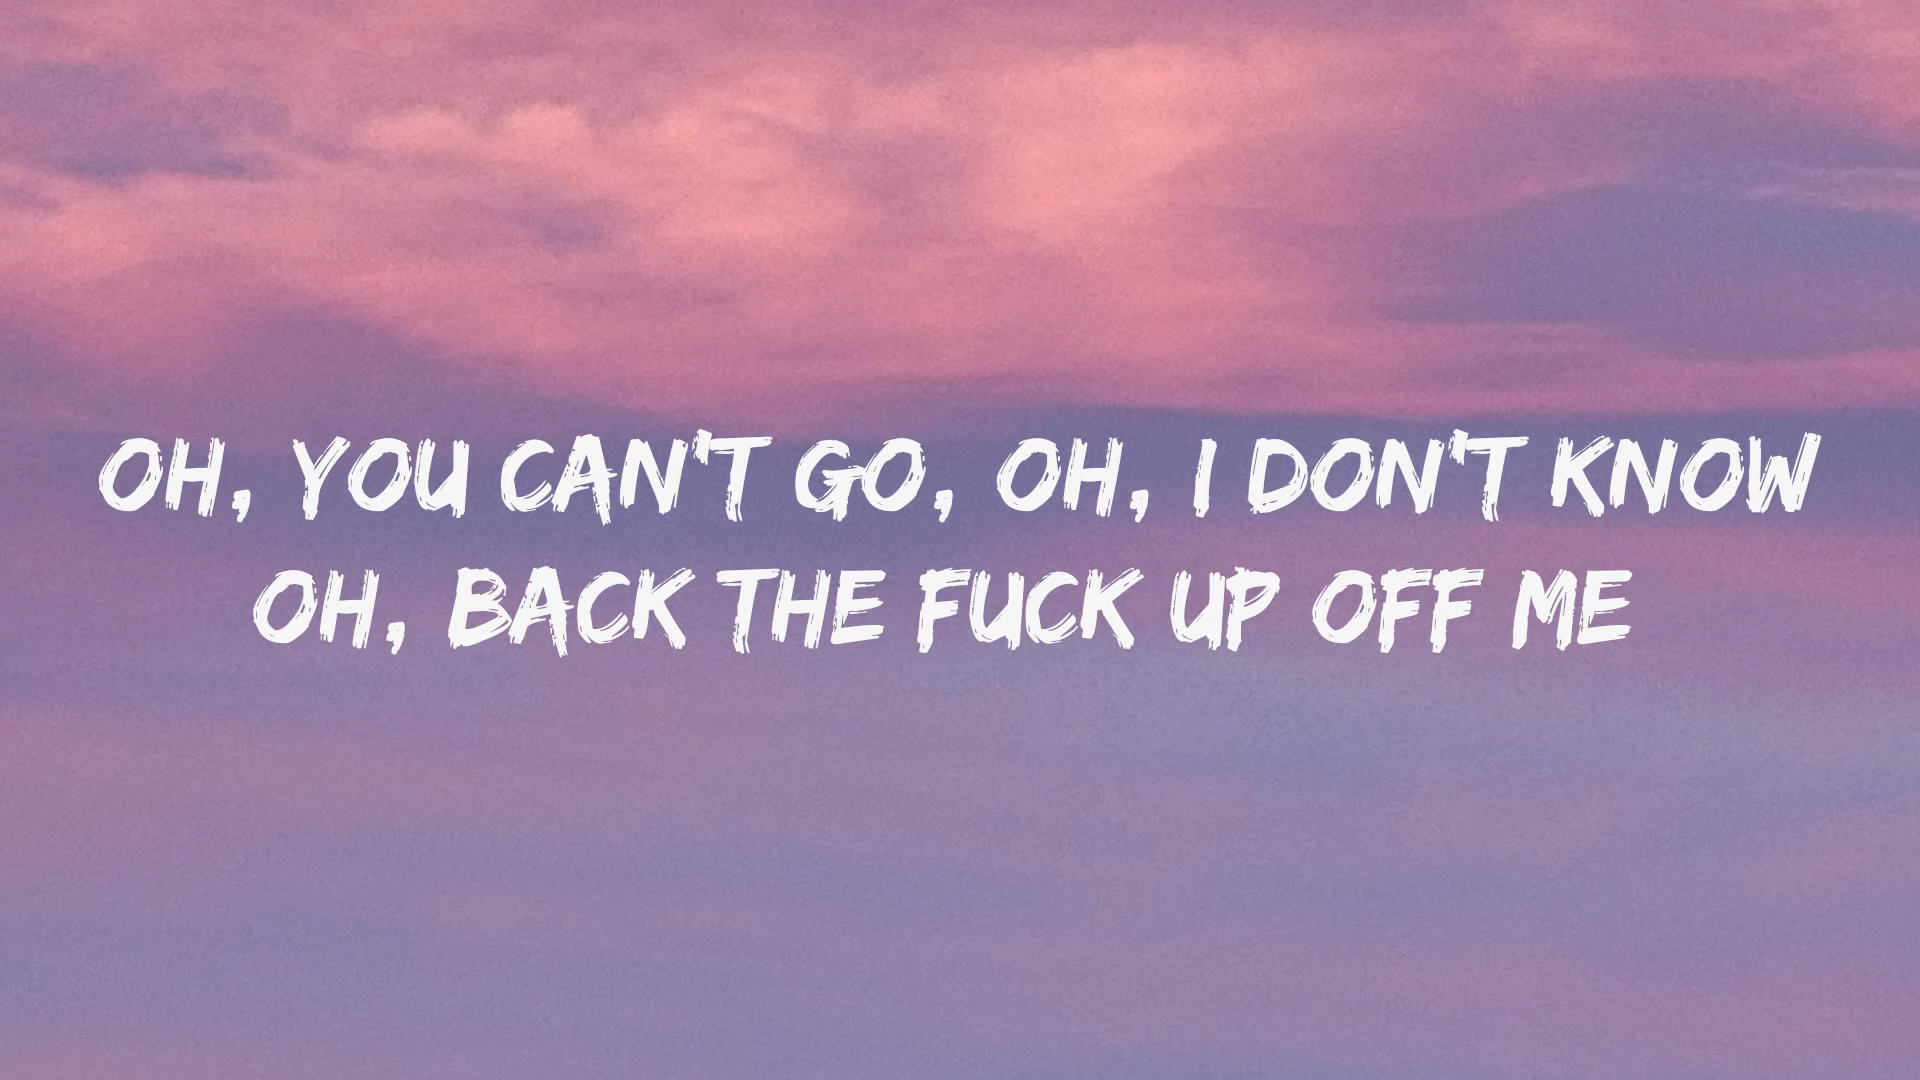 OH, YOU CAN'T GO, OH, I DON'T KNOW
OH, BACK THE FUCK UP OFF ME